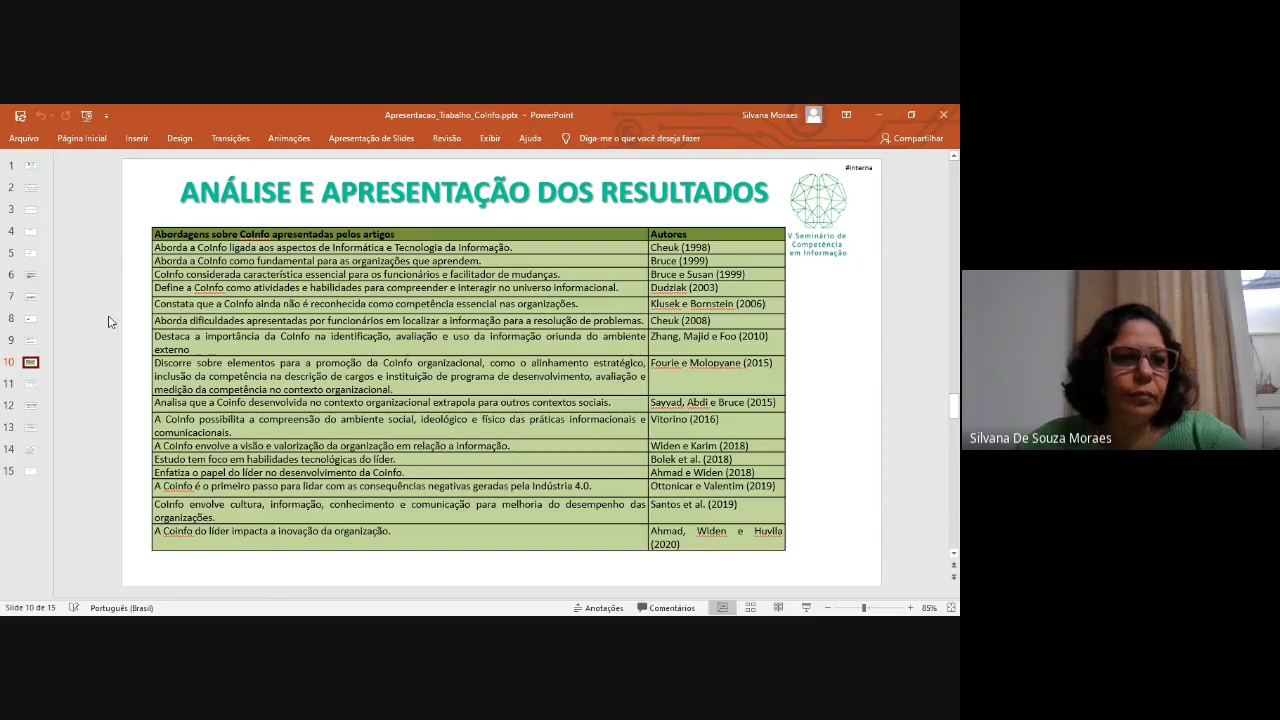 Apresentacao_Trabalho_CoInfo.pptx - PowerPoint
Silvana Moraes
Arquivo
Página Inicial
Inserir
Design
Transições
Animações
Apresentação de Slides
Revisão
Exibir
Ajuda
Diga-me o que você deseja fazer
Compartilhar
1
2
3
4
5
6
7
8
9
10
11
12
13
14
15
#interna
ANÁLISE E APRESENTAÇÃO DOS RESULTADOS
V Seminário de
Competência
em Informação
Abordagens sobre CoInfo apresentadas pelos artigos Autores
Aborda a CoInfo ligada aos aspectos de Informática e Tecnologia da Informação. Cheuk (1998)
Aborda a CoInfo como fundamental para as organizações que aprendem. Bruce (1999)
CoInfo considerada característica essencial para os funcionários e facilitador de mudanças. Bruce e Susan (1999)
Define a CoInfo como atividades e habilidades para compreender e interagir no universo informacional. Dudziak (2003)
Constata que a CoInfo ainda não é reconhecida como competência essencial nas organizações. Klusek e Bornstein (2006)
Aborda dificuldades apresentadas por funcionários em localizar a informação para a resolução de problemas. Cheuk (2008)
Destaca a importância da CoInfo na identificação, avaliação e uso da informação oriunda do ambiente Zhang, Majid e Foo (2010)
externo
Discorre sobre elementos para a promoção da CoInfo organizacional, como o alinhamento estratégico, Fourie e Molopyane (2015)
inclusão da competência na descrição de cargos e instituição de programa de desenvolvimento, avaliação e
medição da competência no contexto organizacional.
Analisa que a CoInfo desenvolvida no contexto organizacional extrapola para outros contextos sociais. Sayyad, Abdi e Bruce (2015)
A CoInfo possibilita a compreensão do ambiente social, ideológico e físico das práticas informacionais e Vitorino (2016)
comunicacionais.
A CoInfo envolve a visão e valorização da organização em relação a informação. Widen e Karim (2018)
Estudo tem foco em habilidades tecnológicas do líder. Bolek et al. (2018)
Enfatiza o papel do líder no desenvolvimento da Coinfo. Ahmad e Widen (2018)
A Coinfo é o primeiro passo para lidar com as consequências negativas geradas pela Indústria 4.0. Ottonicar e Valentim (2019)
CoInfo envolve cultura, informação, conhecimento e comunicação para melhoria do desempenho das Santos et al. (2019)
organizações.
A Coinfo do líder impacta a inovação da organização. Ahmad, Widen e Huvila
(2020)
Slide 10 de 15
Português (Brasil)
Anotações
Comentários
85%
Silvana De Souza Moraes